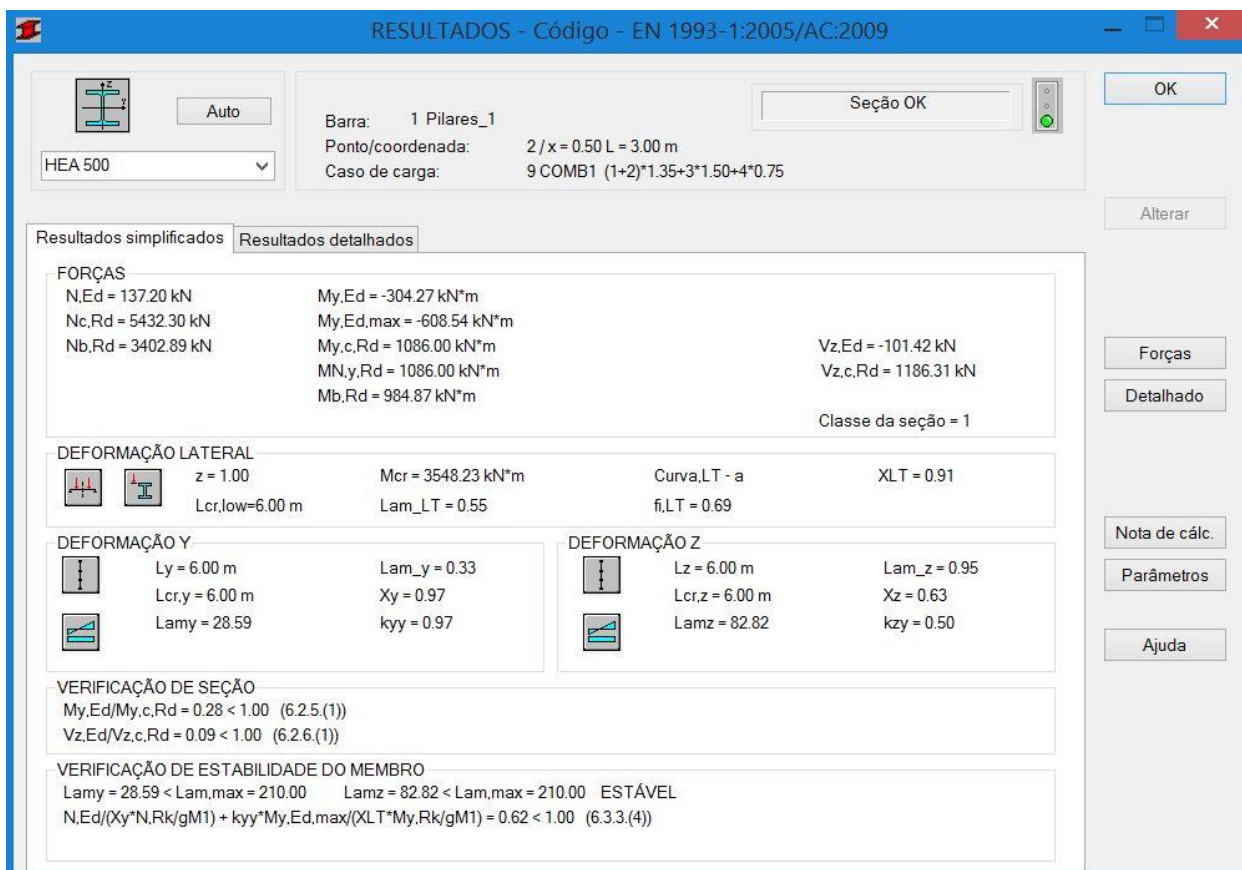 RESULTADOS - Código - EN 1993-1:2005/AC:2009
z
y
Auto
HEA 500
Barra: 1 Pilares_1
Ponto/coordenada: 2 / x = 0.50 L = 3.00 m
Caso de carga: 9 COMB1 (1+2)*1.35+3*1.50+4*0.75
Seção OK
OK
Alterar
Resultados simplificados Resultados detalhados
FORÇAS
N,Ed = 137.20 kN My,Ed = -304.27 kN*m
Nc,Rd = 5432.30 kN My,Ed,max = -608.54 kN*m
Nb,Rd = 3402.89 kN My,c,Rd = 1086.00 kN*m Vz,Ed = -101.42 kN
MN,y,Rd = 1086.00 kN*m Vz,c,Rd = 1186.31 kN
Mb,Rd = 984.87 kN*m
Classe da seção = 1
Forças
Detalhado
DEFORMAÇÃO LATERAL
z = 1.00 Mcr = 3548.23 kN*m Curva,LT - a XLT = 0.91
Lcr,low=6.00 m Lam_LT = 0.55 fi,LT = 0.69
DEFORMAÇÃO Y
Ly = 6.00 m Lam_y = 0.33
Lcr,y = 6.00 m Xy = 0.97
Lamy = 28.59 kyy = 0.97
DEFORMAÇÃO Z
Lz = 6.00 m Lam_z = 0.95
Lcr,z = 6.00 m Xz = 0.63
Lamz = 82.82 kzy = 0.50
Nota de cálc.
Parâmetros
Ajuda
VERIFICAÇÃO DE SEÇÃO
My,Ed/My,c,Rd = 0.28 < 1.00 (6.2.5.(1))
Vz,Ed/Vz,c,Rd = 0.09 < 1.00 (6.2.6.(1))
VERIFICAÇÃO DE ESTABILIDADE DO MEMBRO
Lamy = 28.59 < Lam,max = 210.00 Lamz = 82.82 < Lam,max = 210.00 ESTÁVEL
N,Ed/(Xy*N,Rk/gM1) + kyy*My,Ed,max/(XLT*My,Rk/gM1) = 0.62 < 1.00 (6.3.3.(4))